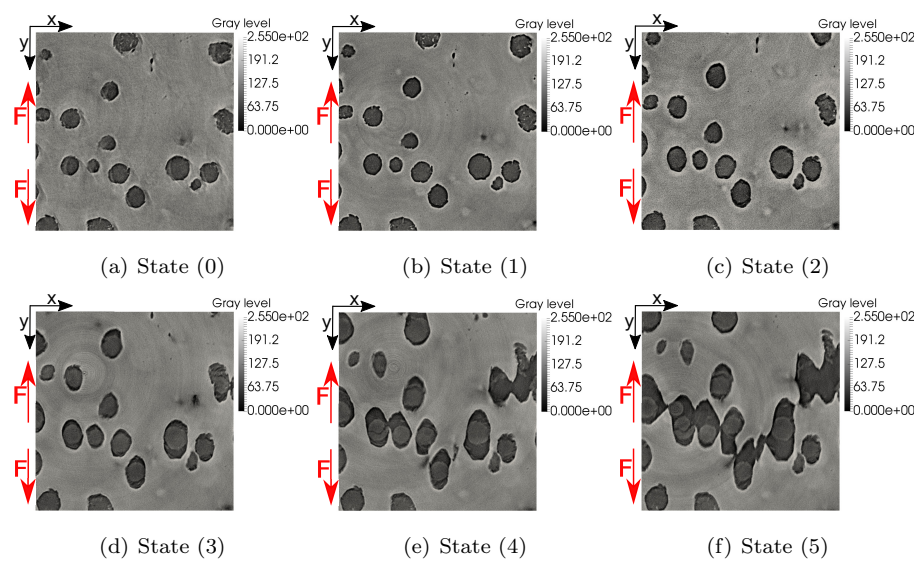 x
Gray level
y
2.550e+02
191.2
127.5
63.75
0.000e+00
F
F
(a) State (0)
x
Gray level
y
2.550e+02
191.2
127.5
63.75
0.000e+00
F
F
(b) State (1)
x
Gray level
y
2.550e+02
191.2
127.5
63.75
0.000e+00
F
F
(c) State (2)
x
Gray level
y
2.550e+02
191.2
127.5
63.75
0.000e+00
F
F
(d) State (3)
x
Gray level
y
2.550e+02
191.2
127.5
63.75
0.000e+00
F
F
(e) State (4)
x
Gray level
y
2.550e+02
191.2
127.5
63.75
0.000e+00
F
F
(f) State (5)